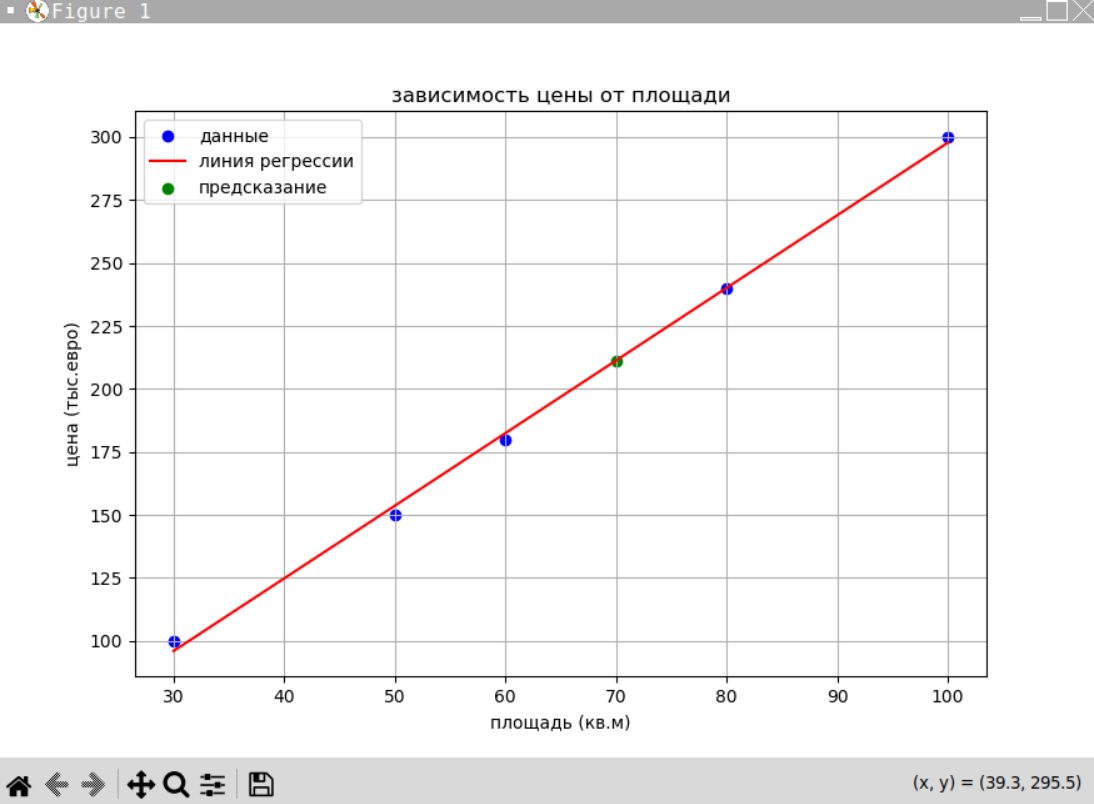 Figure 1
зависимость цены от площади
данные
линия регрессии
предсказание
300
275
250
225
200
175
150
125
100
цена (тыс.евро)
30 40 50 60 70 80 90 100
площадь (кв.м)
(x, y) = (39.3, 295.5)